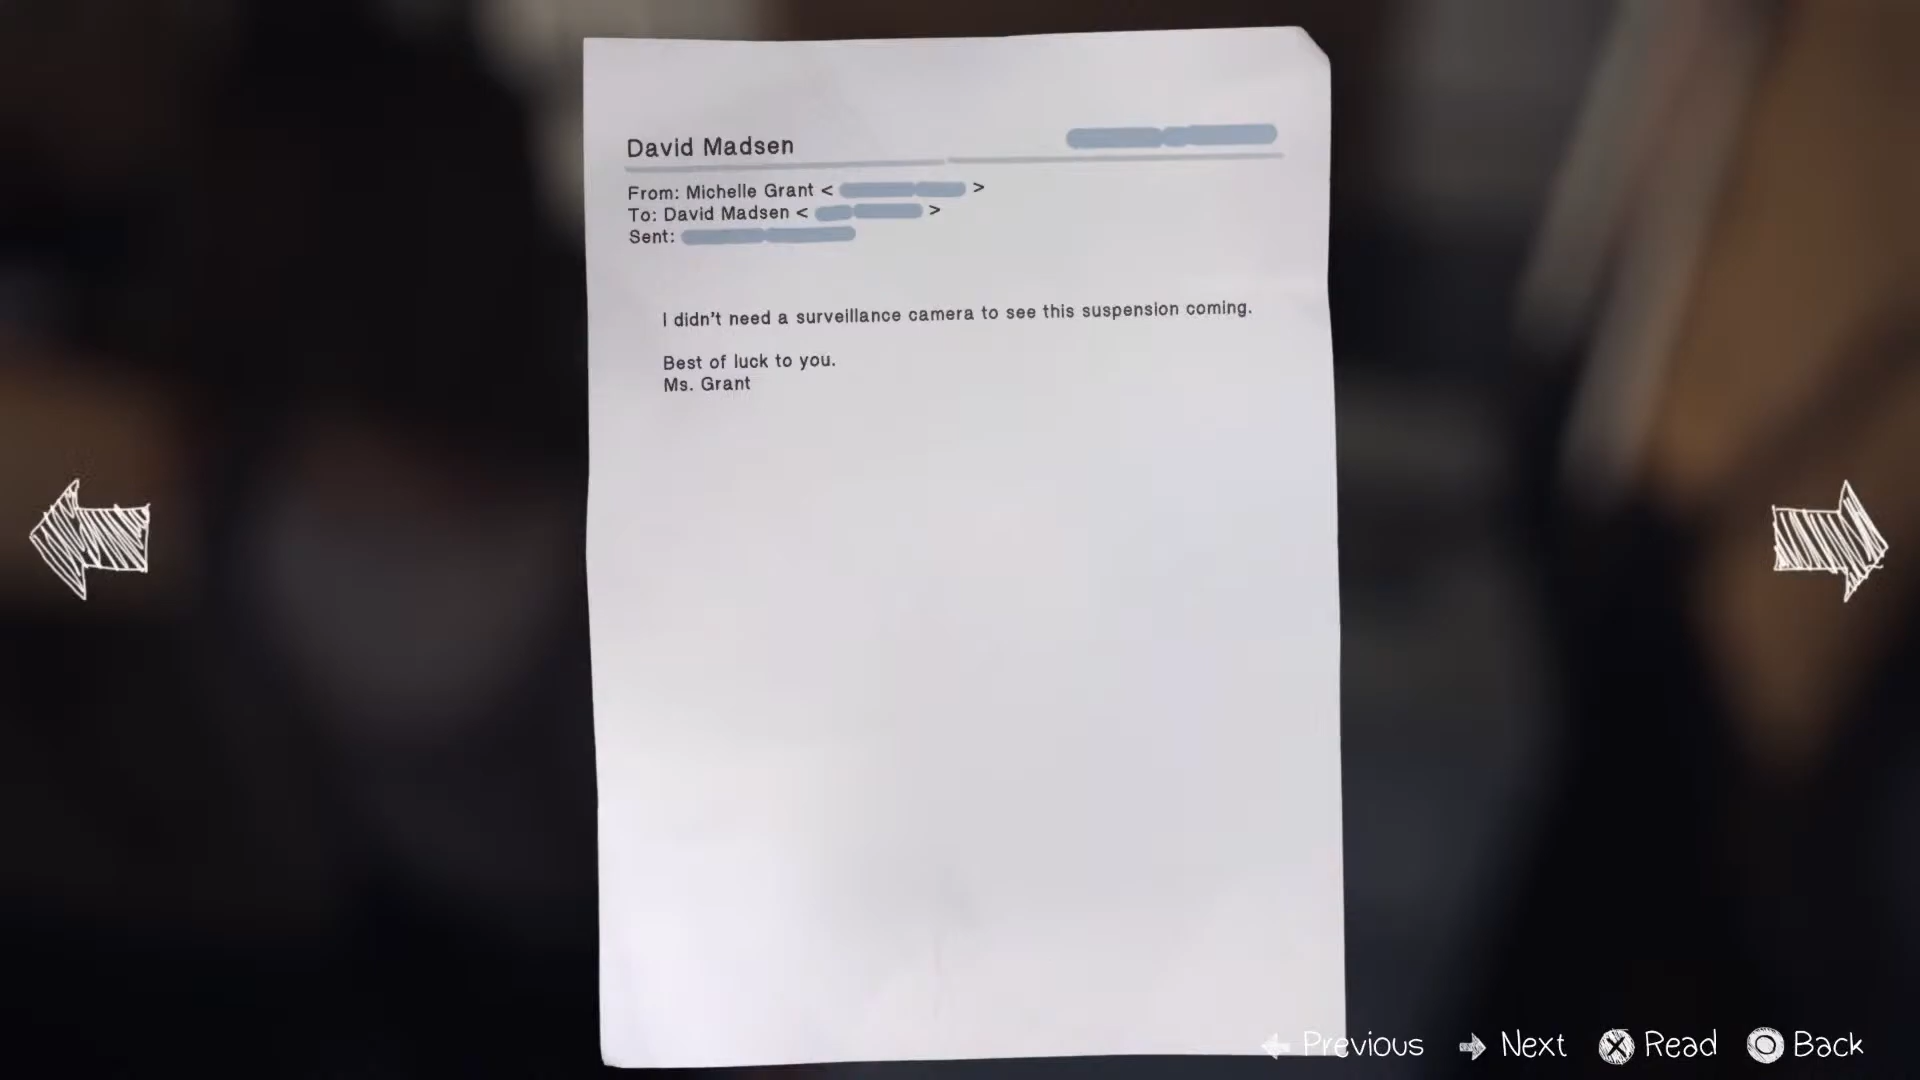 David Madsen
From: Michelle Grant < >
To: David Madsen < >
Sent:
I didn't need a surveillance camera to see this suspension coming.
Best of luck to you.
Ms. Grant
Previous Next Read Back